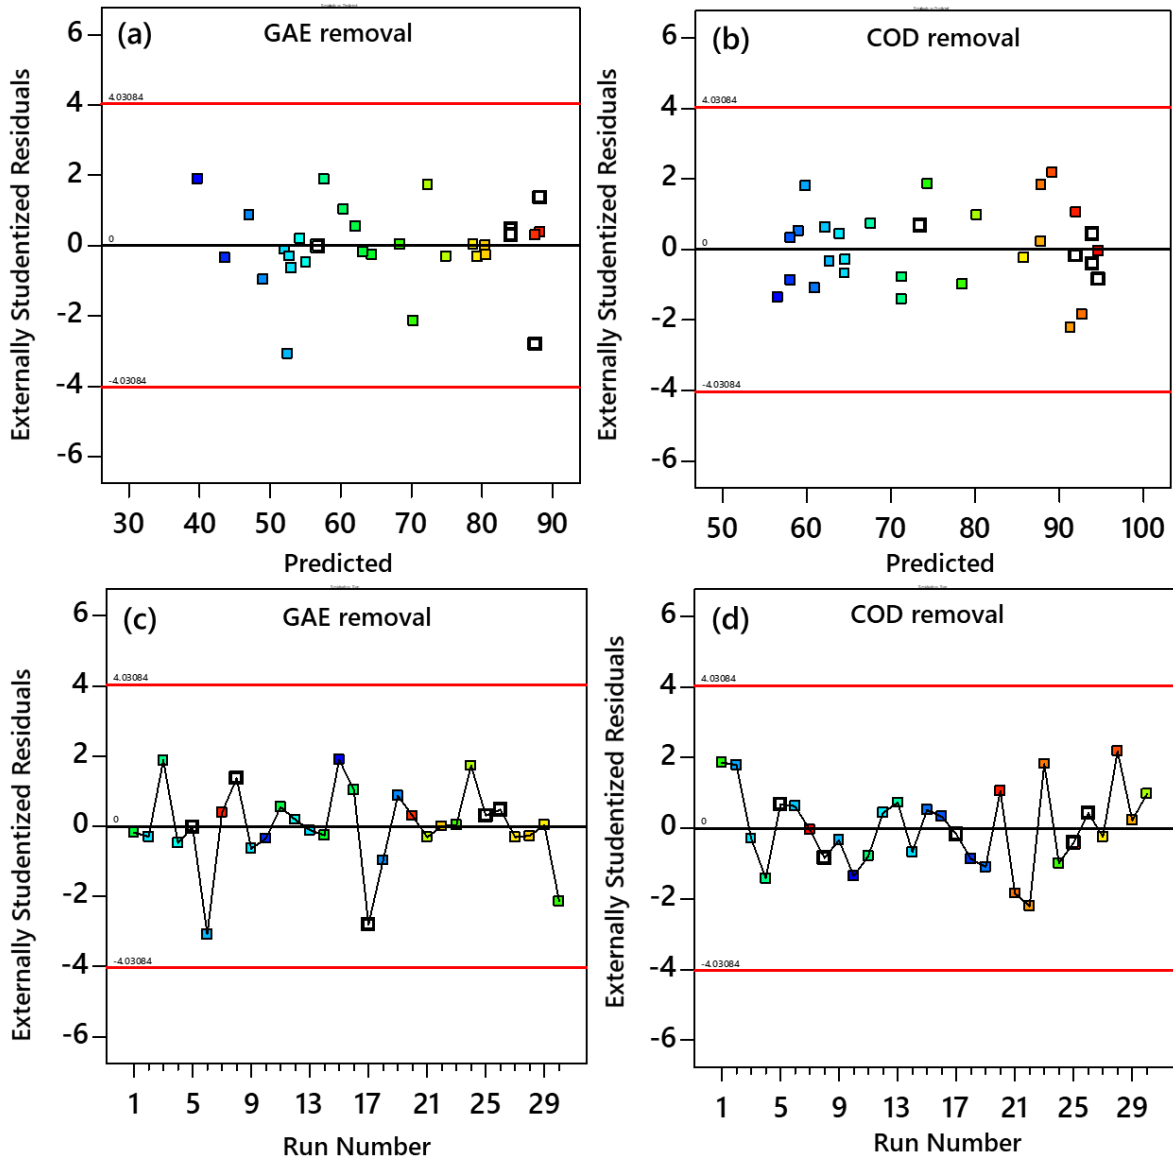 (a) GAE removal
Externally Studentized Residuals
6
4
2
0
-2
-4
-6
4.03084
0
-4.03084
30 40 50 60 70 80 90
Predicted
(b) COD removal
Externally Studentized Residuals
6
4
2
0
-2
-4
-6
4.03084
0
-4.03084
50 60 70 80 90 100
Predicted
(c) GAE removal
Externally Studentized Residuals
6
4
2
0
-2
-4
-6
4.03084
0
-4.03084
1 5 9 13 17 21 25 29
Run Number
(d) COD removal
Externally Studentized Residuals
6
4
2
0
-2
-4
-6
4.03084
0
-4.03084
1 5 9 13 17 21 25 29
Run Number